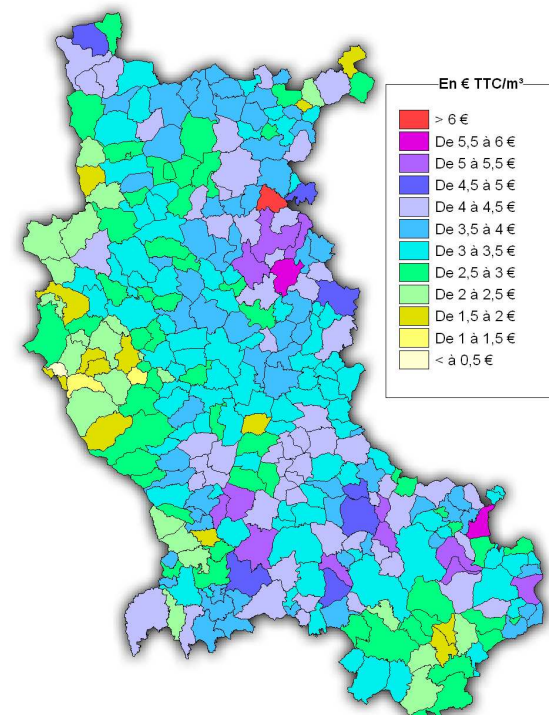 En € TTC/m³
> 6 €
De 5,5 à 6 €
De 5 à 5,5 €
De 4,5 à 5 €
De 4 à 4,5 €
De 3,5 à 4 €
De 3 à 3,5 €
De 2,5 à 3 €
De 2 à 2,5 €
De 1,5 à 2 €
De 1 à 1,5 €
< à 0,5 €